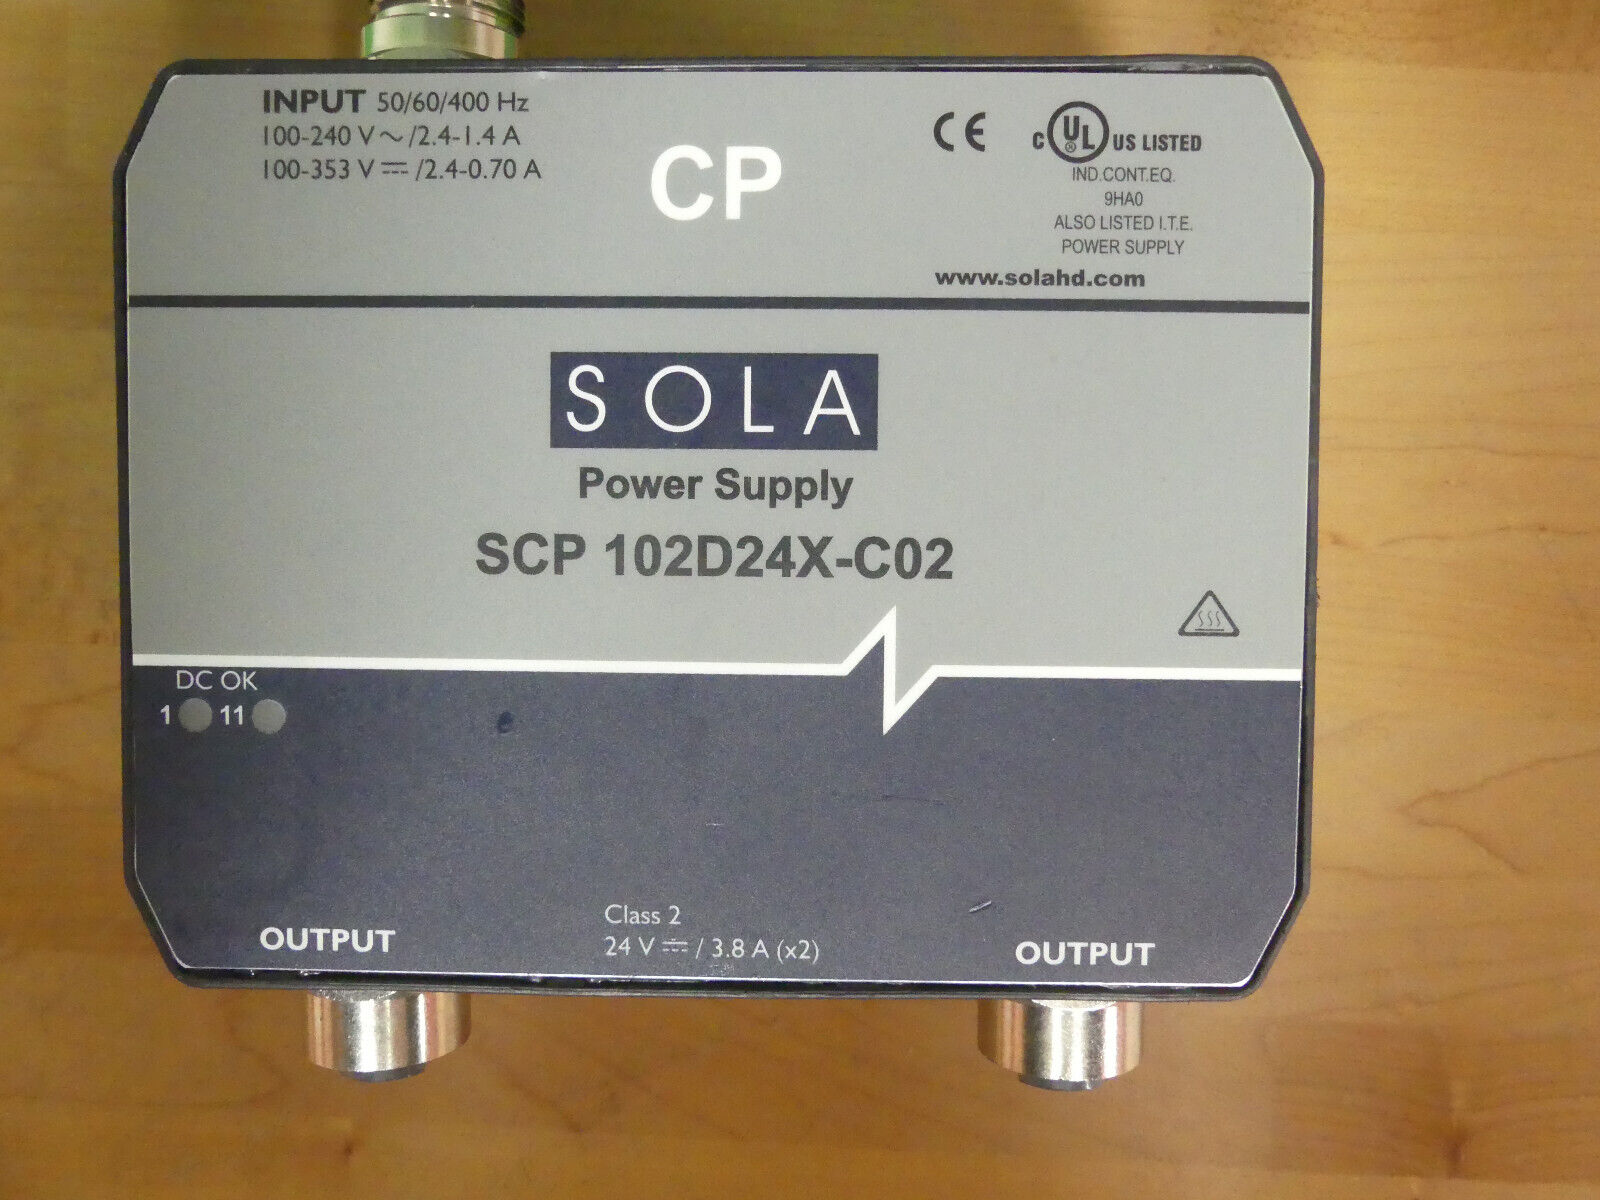 INPUT 50/60/400 Hz
100-240 V ~ /2.4-1.4 A
100-353 V ⎓ /2.4-0.70 A
CP
CE
C UL ® US LISTED
IND.CONT.EQ.
9HA0
ALSO LISTED I.T.E.
POWER SUPPLY
www.solahd.com
SOLA
Power Supply
SCP 102D24X-C02
DC OK
1 11
Class 2
24 V ⎓ / 3.8 A (x2)
OUTPUT
OUTPUT